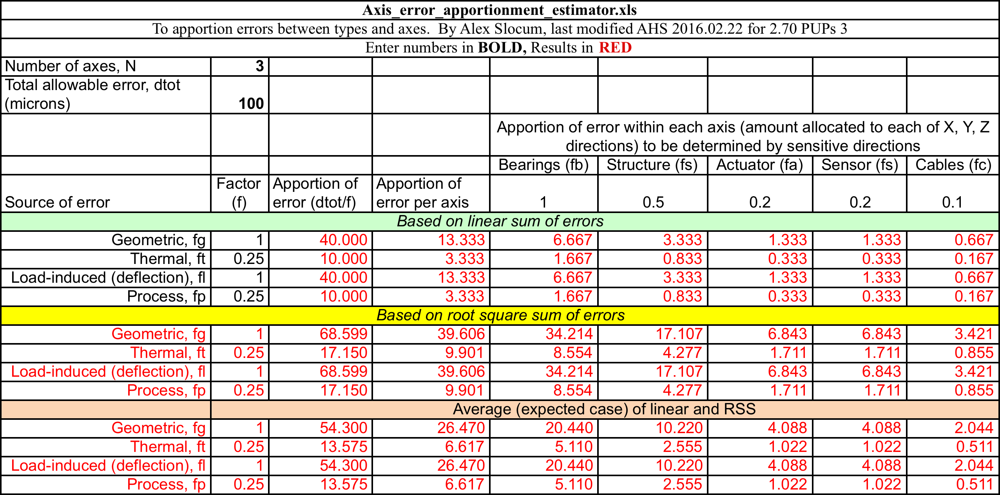 Axis_error_apportionment_estimator.xls
To apportion errors between types and axes.  By Alex Slocum, last modified AHS 2016.02.22 for 2.70 PUPs 3
Enter numbers in BOLD, Results in RED
Number of axes, N 3
Total allowable error, dtot
(microns) 100
Apportion of error within each axis (amount allocated to each of X, Y, Z
directions) to be determined by sensitive directions
Bearings (fb) Structure (fs) Actuator (fa) Sensor (fs) Cables (fc)
Factor Apportion of Apportion of
Source of error (f) error (dtot/f) error per axis 1 0.5 0.2 0.2 0.1
Based on linear sum of errors
Geometric, fg 1 40.000 13.333 6.667 3.333 1.333 1.333 0.667
Thermal, ft 0.25 10.000 3.333 1.667 0.833 0.333 0.333 0.167
Load-induced (deflection), fl 1 40.000 13.333 6.667 3.333 1.333 1.333 0.667
Process, fp 0.25 10.000 3.333 1.667 0.833 0.333 0.333 0.167
Based on root square sum of errors
Geometric, fg 1 68.599 39.606 34.214 17.107 6.843 6.843 3.421
Thermal, ft 0.25 17.150 9.901 8.554 4.277 1.711 1.711 0.855
Load-induced (deflection), fl 1 68.599 39.606 34.214 17.107 6.843 6.843 3.421
Process, fp 0.25 17.150 9.901 8.554 4.277 1.711 1.711 0.855
Average (expected case) of linear and RSS
Geometric, fg 1 54.300 26.470 20.440 10.220 4.088 4.088 2.044
Thermal, ft 0.25 13.575 6.617 5.110 2.555 1.022 1.022 0.511
Load-induced (deflection), fl 1 54.300 26.470 20.440 10.220 4.088 4.088 2.044
Process, fp 0.25 13.575 6.617 5.110 2.555 1.022 1.022 0.511